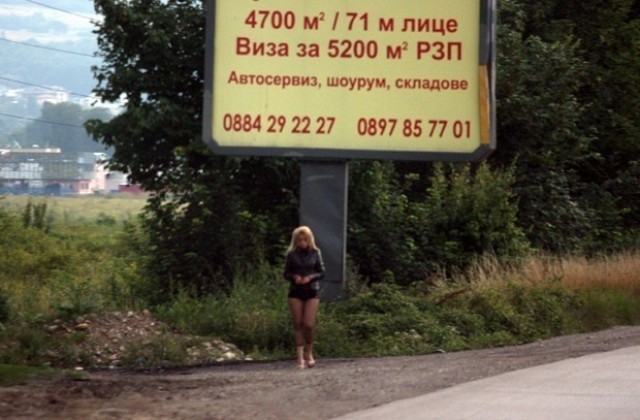 4700 м² / 71 м лице
Виза за 5200 м² РЗП
Автосервиз, шоурум, складове
0884 29 22 27 0897 85 77 01